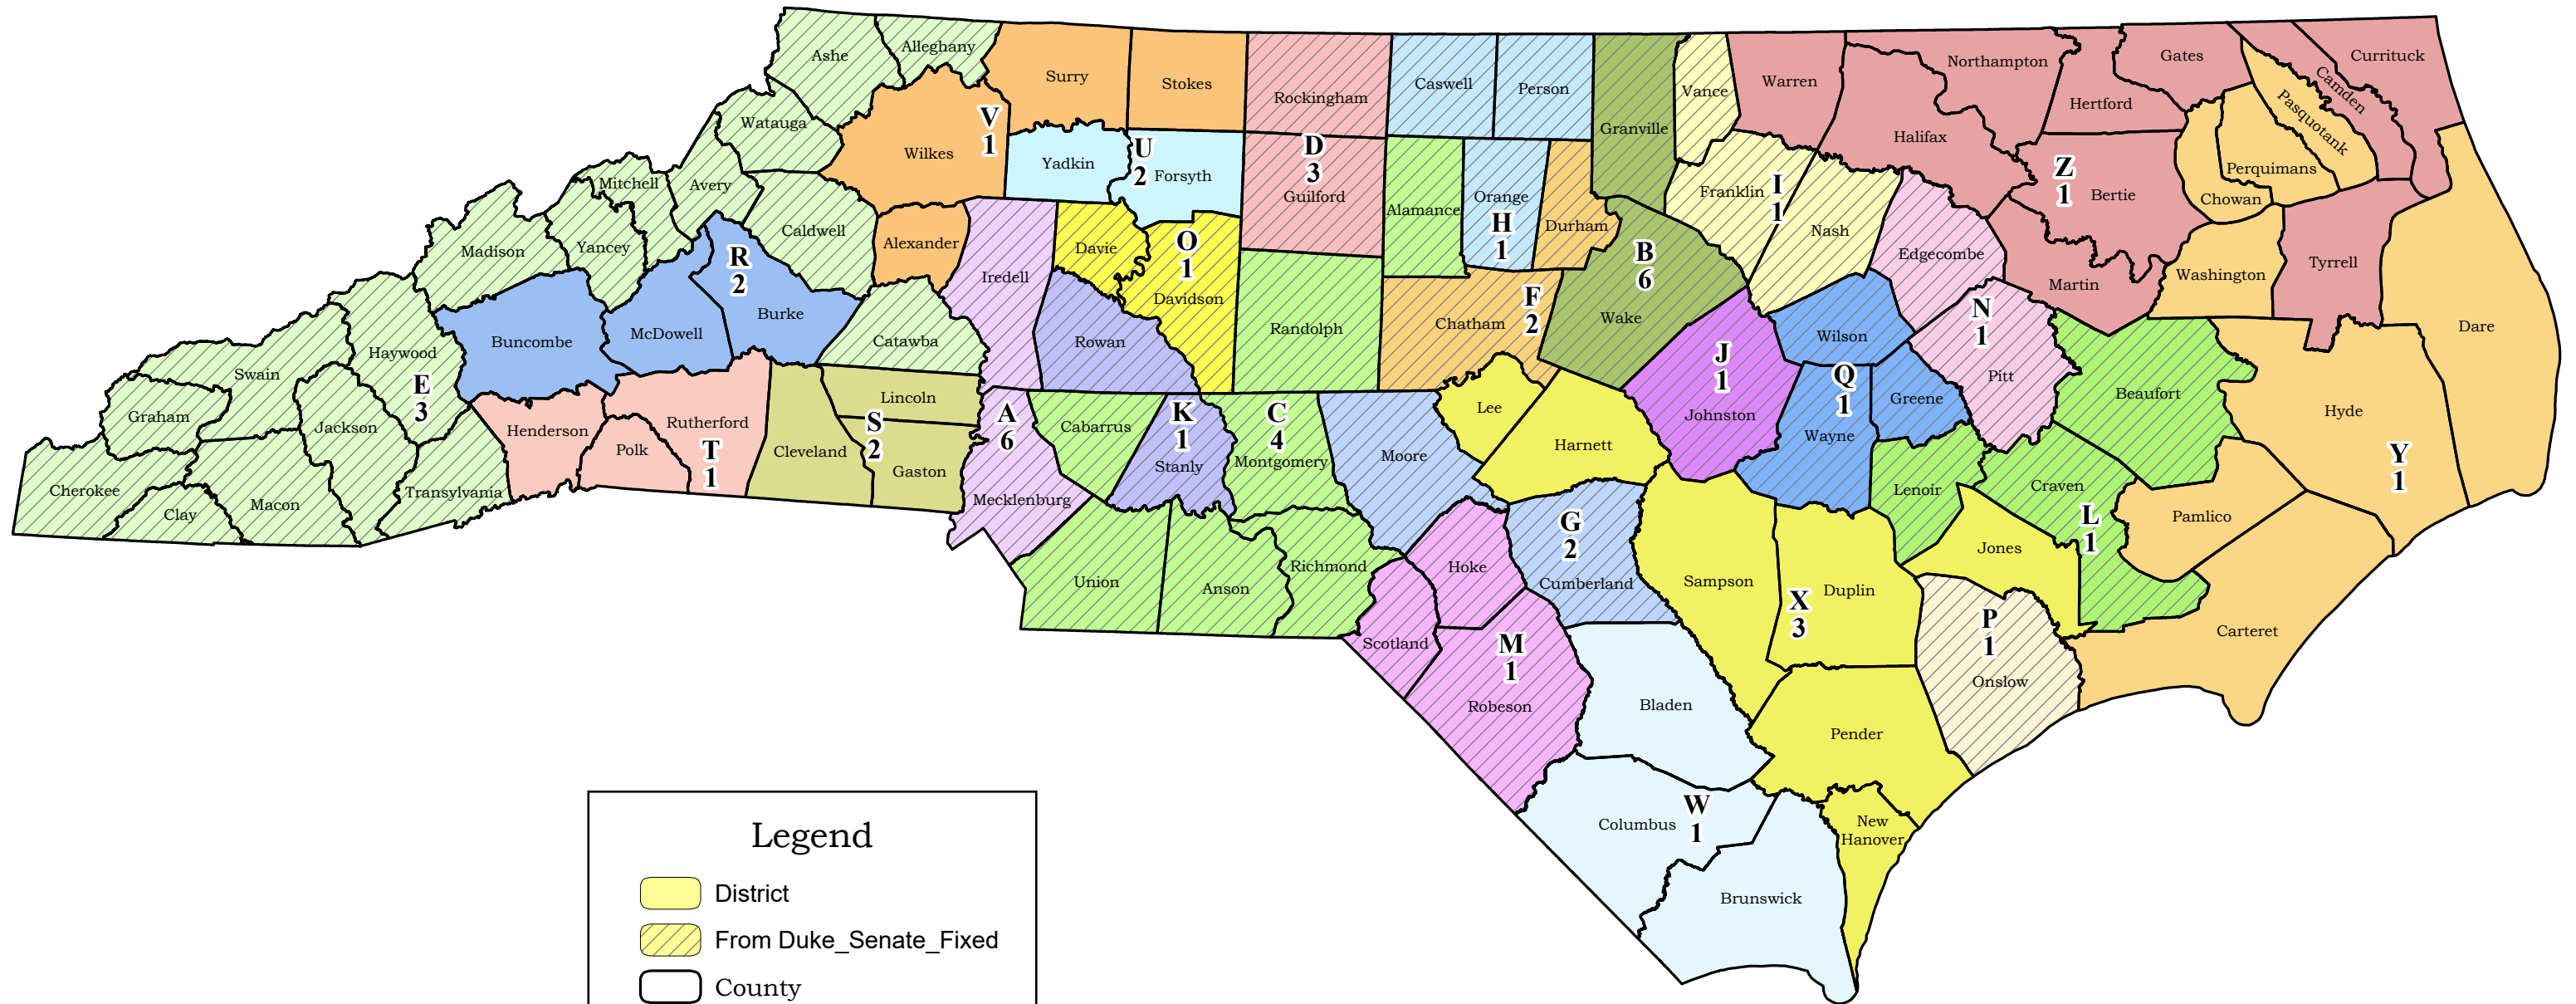 Ashe
Alleghany
Surry
Stokes
Rockingham
Caswell
Person
Granville
Vance
Warren
Northampton
Gates
Currituck
Camden
Pasquotank
Hertford
Halifax
Watauga
Wilkes
V
1
Yadkin
U
2
Forsyth
D
3
Guilford
Alamance
Orange
H
1
Durham
Franklin
I
1
Nash
Z
1
Bertie
Perquimans
Chowan
Mitchell
Avery
Madison
Yancey
Caldwell
Alexander
Iredell
Davie
O
1
Davidson
B
6
Wake
Edgecombe
Martin
Washington
Tyrrell
Dare
R
2
Burke
McDowell
Buncombe
Haywood
E
3
Swain
Graham
Jackson
Catawba
Rowan
Randolph
Chatham
F
2
J
1
Johnston
Wilson
N
1
Pitt
Beaufort
Hyde
Y
1
Cherokee
Clay
Macon
Transylvania
Henderson
Polk
Rutherford
T
1
Cleveland
Lincoln
S
2
Gaston
A
6
Mecklenburg
Cabarrus
K
1
Stanly
C
4
Montgomery
Moore
Lee
Harnett
Q
1
Wayne
Greene
Lenoir
Craven
L
1
Pamlico
Jones
Carteret
Union
Anson
Richmond
Hoke
Scotland
G
2
Cumberland
Sampson
X
3
Duplin
P
1
Onslow
M
1
Robeson
Bladen
Pender
Columbus
W
1
New
Hanover
Brunswick
Legend
District
From Duke_Senate_Fixed
County